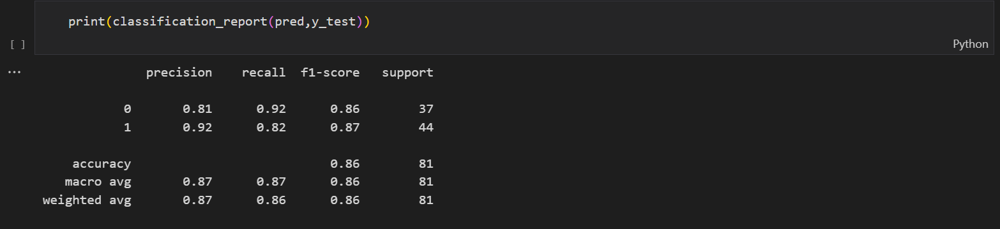 print(classification_report(pred,y_test))
[ ]
Python
...
precision recall f1-score support
0 0.81 0.92 0.86 37
1 0.92 0.82 0.87 44
accuracy 0.86 81
macro avg 0.87 0.87 0.86 81
weighted avg 0.87 0.86 0.86 81